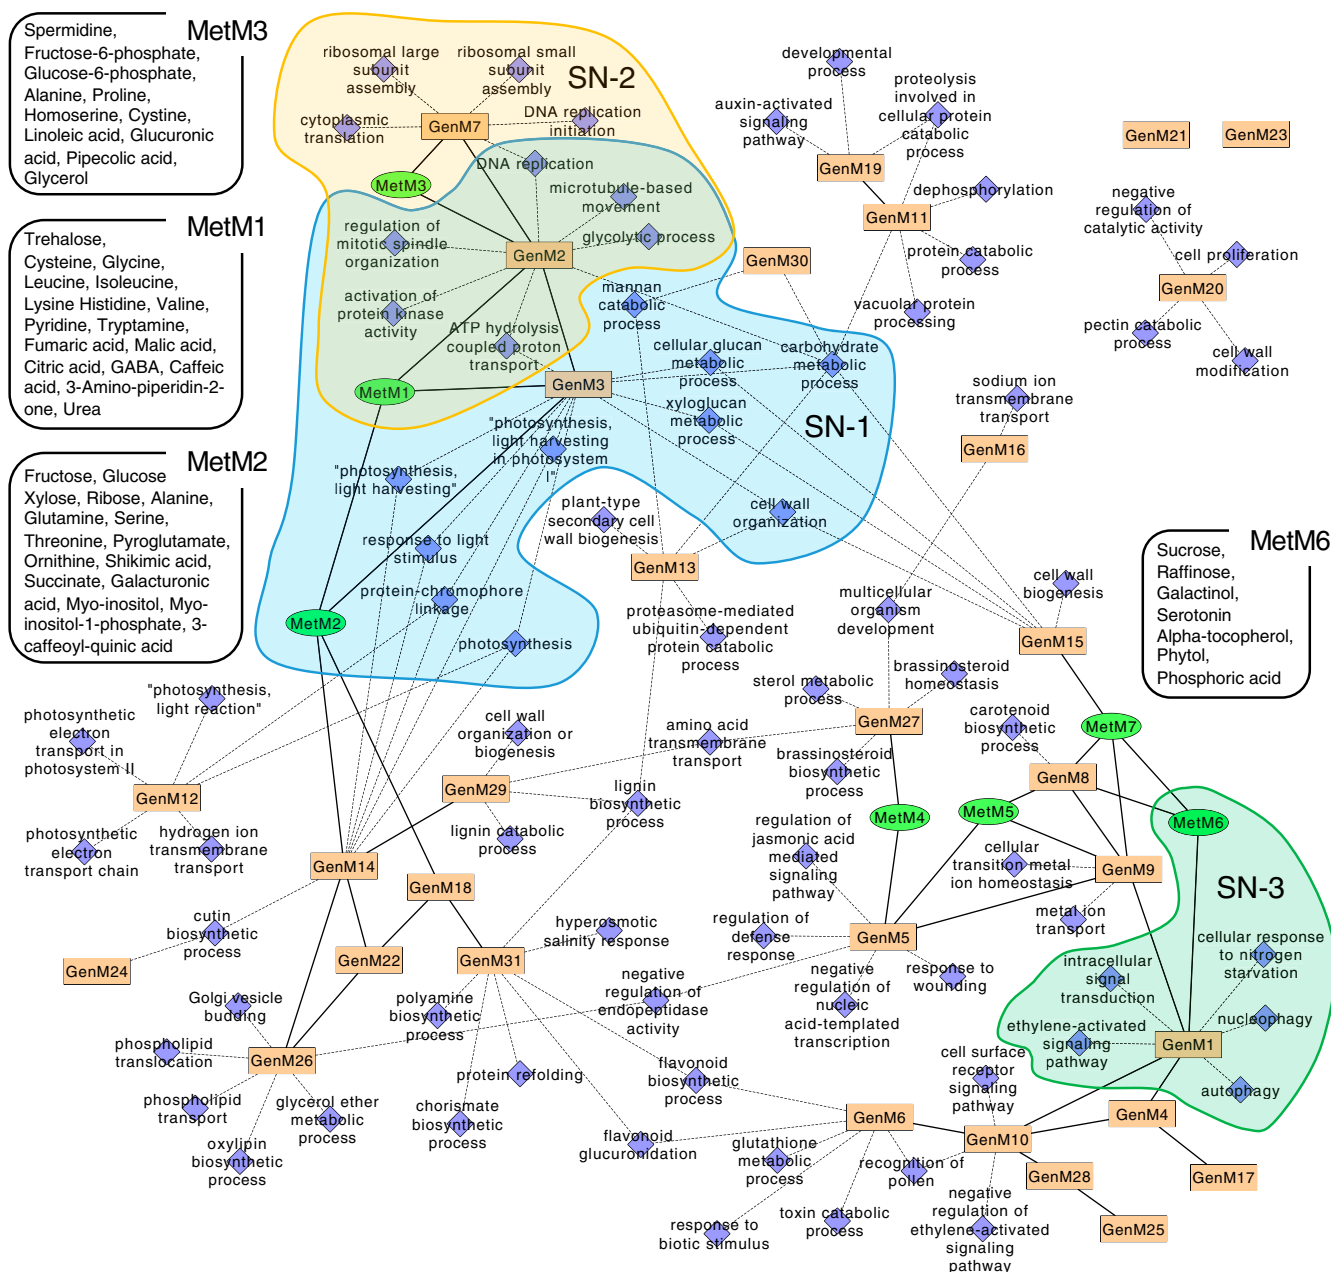 MetM3
Spermidine,
Fructose-6-phosphate,
Glucose-6-phosphate,
Alanine, Proline,
Homoserine, Cystine,
Linoleic acid, Glucuronic
acid, Pipecolic acid,
Glycerol
MetM1
Trehalose,
Cysteine, Glycine,
Leucine, Isoleucine,
Lysine Histidine, Valine,
Pyridine, Tryptamine,
Fumaric acid, Malic acid,
Citric acid, GABA, Caffeic
acid, 3-Amino-piperidin-2-
one, Urea
MetM2
Fructose, Glucose
Xylose, Ribose, Alanine,
Glutamine, Serine,
Threonine, Pyroglutamate,
Ornithine, Shikimic acid,
Succinate, Galacturonic
acid, Myo-inositol, Myo-
inositol-1-phosphate, 3-
caffeoyl-quinic acid
ribosomal large
subunit
assembly
ribosomal small
subunit
assembly
SN-2
cytoplasmic
translation
GenM7
DNA replication
initiation
DNA replication
MetM3
microtubule-based
movement
regulation of
mitotic spindle
organization
GenM2
glycolytic process
activation of
protein kinase
activity
ATP hydrolysis
coupled proton
transport
MetM1
GenM3
mannan
catabolic
process
GenM30
cellular glucan
metabolic
process
carbohydrate
metabolic
process
xyloglucan
metabolic
process
SN-1
"photosynthesis,
light harvesting
in photosystem
I"
"photosynthesis,
light harvesting"
cell wall
organization
response to light
stimulus
protein-chromophore
linkage
MetM2
photosynthesis
plant-type
secondary cell
wall biogenesis
GenM13
proteasome-mediated
ubiquitin-dependent
protein catabolic
process
developmental
process
auxin-activated
signaling
pathway
proteolysis
involved in
cellular protein
catabolic
process
GenM19
GenM11
dephosphorylation
protein catabolic
process
vacuolar protein
processing
GenM21
GenM23
negative
regulation of
catalytic activity
cell proliferation
GenM20
pectin catabolic
process
cell wall
modification
sodium ion
transmembrane
transport
GenM16
MetM6
Sucrose,
Raffinose,
Galactinol,
Serotonin
Alpha-tocopherol,
Phytol,
Phosphoric acid
cell wall
biogenesis
GenM15
multicellular
organism
development
sterol metabolic
process
brassinosteroid
homeostasis
GenM27
brassinosteroid
biosynthetic
process
amino acid
transmembrane
transport
carotenoid
biosynthetic
process
MetM7
GenM8
MetM4
MetM5
MetM6
"photosynthesis,
light reaction"
photosynthetic
electron
transport in
photosystem II
GenM12
photosynthetic
electron
transport chain
hydrogen ion
transmembrane
transport
cell wall
organization or
biogenesis
GenM29
lignin catabolic
process
lignin
biosynthetic
process
GenM14
GenM18
cutin
biosynthetic
process
GenM24
GenM22
GenM31
hyperosmotic
salinity response
regulation of
jasmonic acid
mediated
signaling
pathway
cellular
transition metal
ion homeostasis
GenM9
metal ion
transport
SN-3
regulation of
defense
response
GenM5
response to
wounding
negative
regulation of
nucleic
acid-templated
transcription
negative
regulation of
endopeptidase
activity
cellular response
to nitrogen
starvation
intracellular
signal
transduction
ethylene-activated
signaling
pathway
nucleophagy
GenM1
autophagy
Golgi vesicle
budding
phospholipid
translocation
GenM26
phospholipid
transport
glycerol ether
metabolic
process
oxylipin
biosynthetic
process
polyamine
biosynthetic
process
protein refolding
chorismate
biosynthetic
process
flavonoid
biosynthetic
process
flavonoid
glucuronidation
cell surface
receptor
signaling
pathway
GenM6
GenM10
GenM4
glutathione
metabolic
process
recognition of
pollen
GenM28
GenM17
toxin catabolic
process
response to
biotic stimulus
negative
regulation of
ethylene-activated
signaling
pathway
GenM25